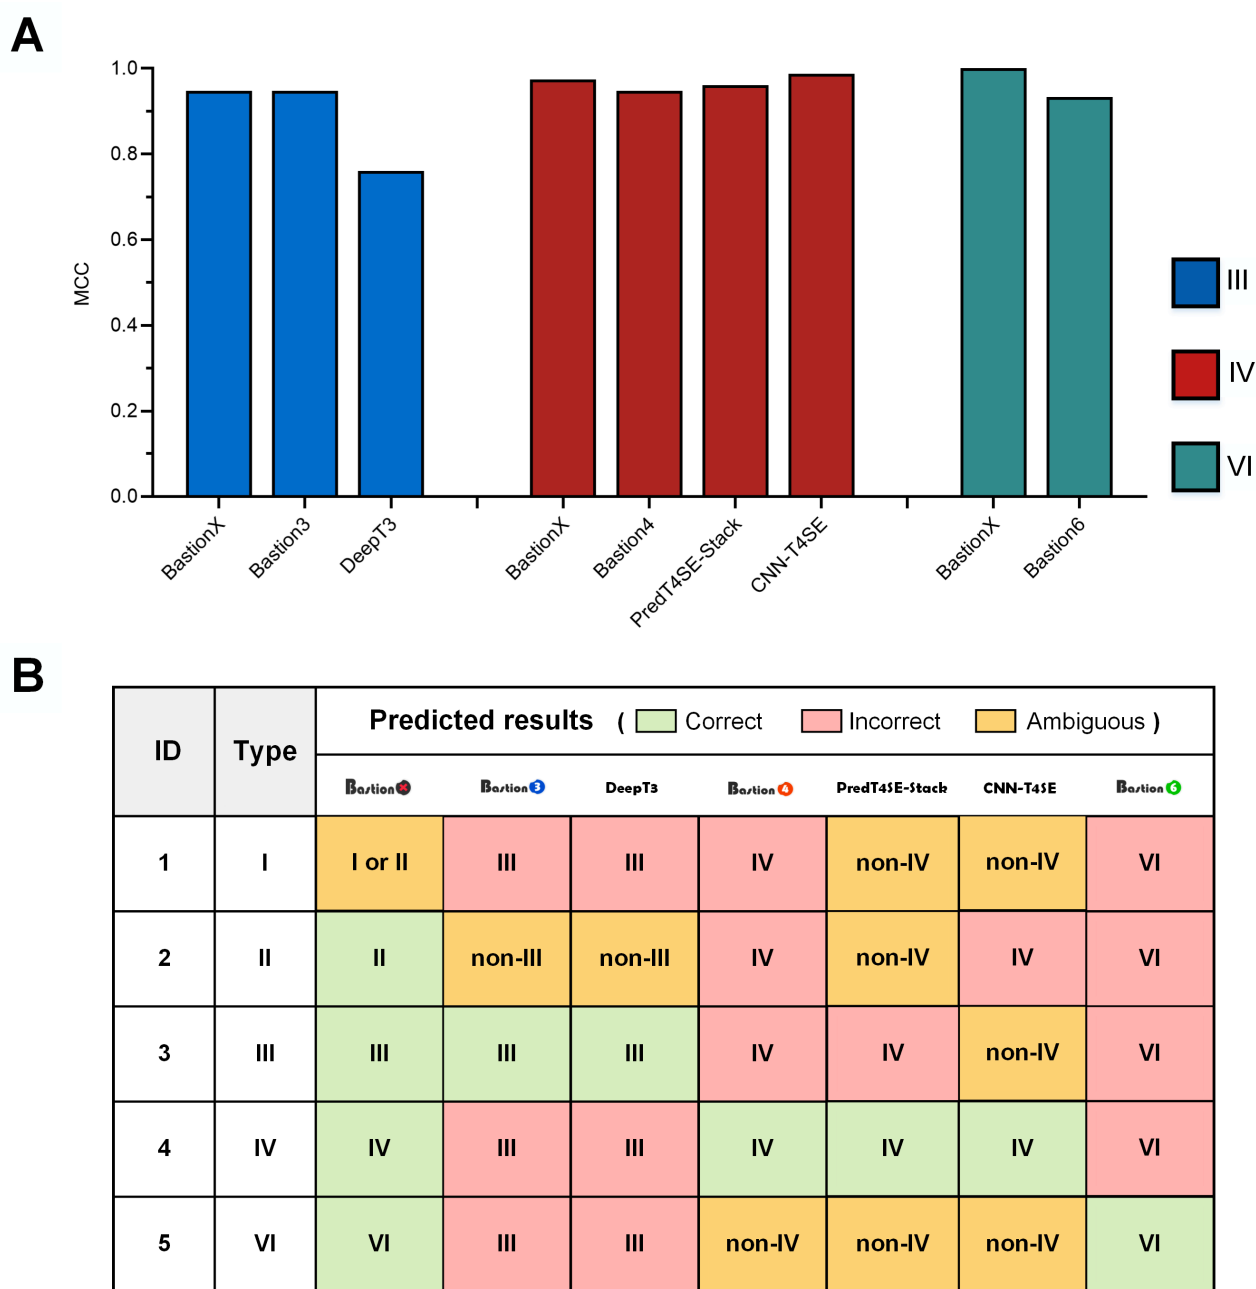 A
1.0
0.8
0.6
0.4
0.2
0.0
MCC
BastionX
Bastion3
DeepT3
BastionX
Bastion4
PredT4SE-Stack
CNN-T4SE
BastionX
Bastion6
III
IV
VI
B
ID Type Predicted results ( Correct Incorrect Ambiguous )
BastionX Bastion3 DeepT3 Bastion4 PredT4SE-Stack CNN-T4SE Bastion6
1 I I or II III III IV non-IV non-IV VI
2 II II non-III non-III IV non-IV IV VI
3 III III III III IV IV non-IV VI
4 IV IV III III IV IV IV VI
5 VI VI III III non-IV non-IV non-IV VI